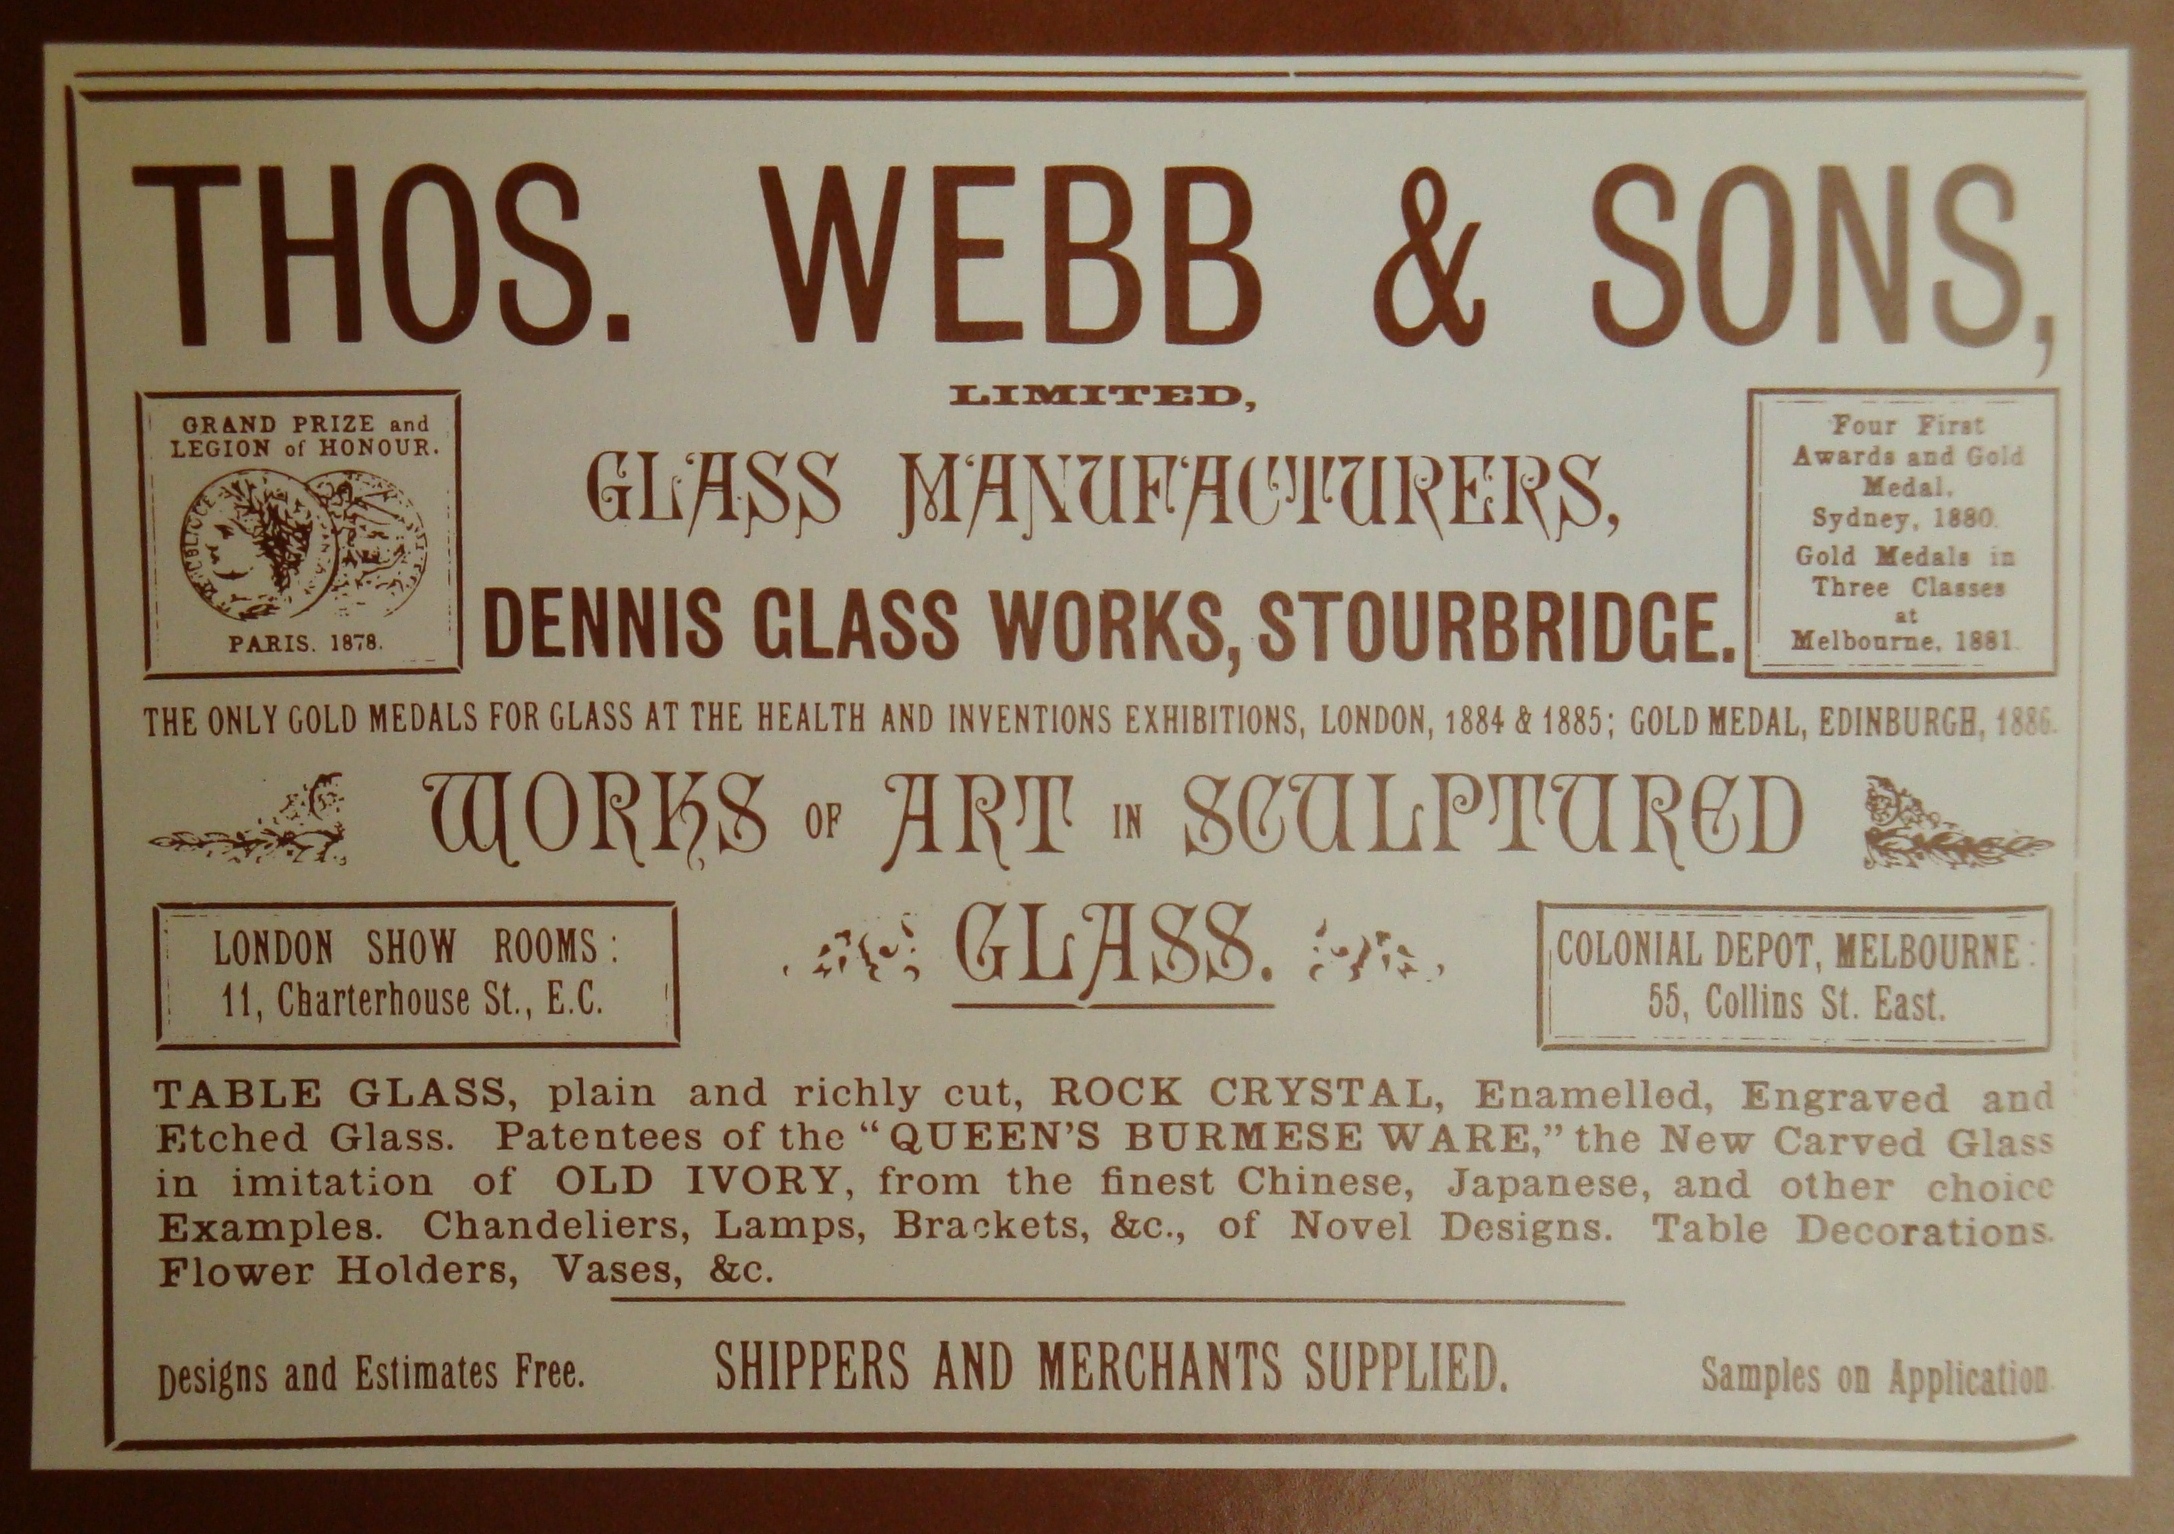 THOS. WEBB & SONS,
LIMITED,
GRAND PRIZE and
LEGION of HONOUR.
PARIS. 1878.
GLASS MANUFACTURERS,
DENNIS GLASS WORKS, STOURBRIDGE.
Four First
Awards and Gold
Medal.
Sydney, 1880.
Gold Medals in
Three Classes
at
Melbourne, 1881.
THE ONLY GOLD MEDALS FOR GLASS AT THE HEALTH AND INVENTIONS EXHIBITIONS, LONDON, 1884 & 1885; GOLD MEDAL, EDINBURGH, 1886.
WORKS OF ART IN SCULPTURED
GLASS.
LONDON SHOW ROOMS:
11, Charterhouse St., E.C.
COLONIAL DEPOT, MELBOURNE:
55, Collins St. East.
TABLE GLASS, plain and richly cut, ROCK CRYSTAL, Enamelled, Engraved and
Etched Glass. Patentees of the "QUEEN'S BURMESE WARE," the New Carved Glass
in imitation of OLD IVORY, from the finest Chinese, Japanese, and other choice
Examples. Chandeliers, Lamps, Brackets, &c., of Novel Designs. Table Decorations.
Flower Holders, Vases, &c.
Designs and Estimates Free.
SHIPPERS AND MERCHANTS SUPPLIED.
Samples on Application.